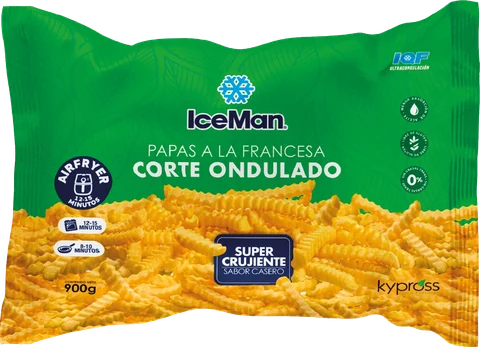 IQF
ULTRACONGELACIÓN
IceMan
PAPAS A LA FRANCESA
CORTE ONDULADO
AIRFRYER
12-15
MINUTOS
12-15
MINUTOS
8-10
MINUTOS
0%
SUPER
CRUJIENTE
SABOR CASERO
900g
kypross